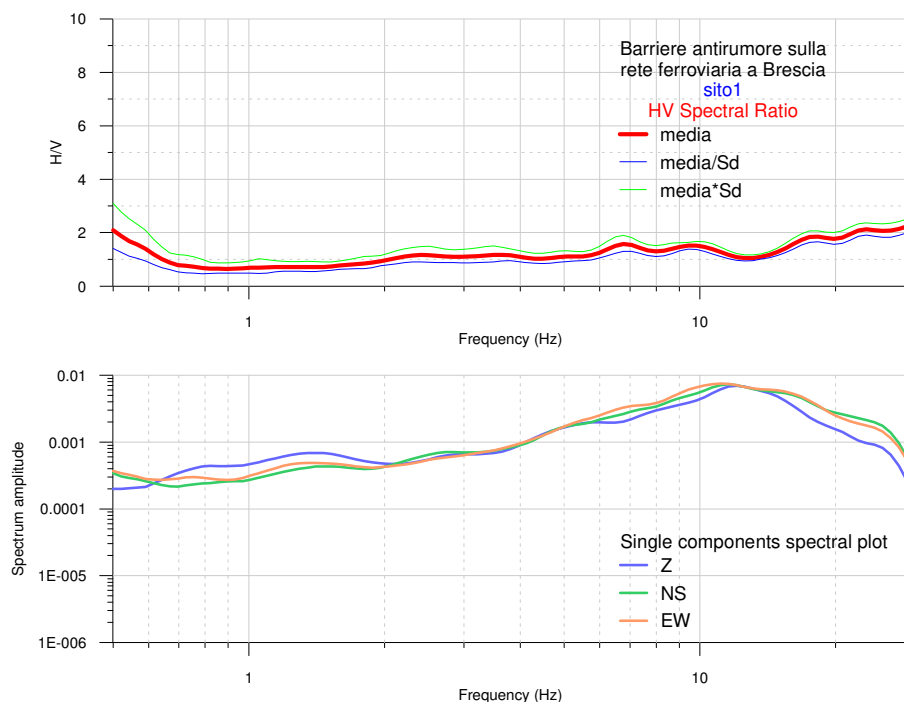 10
8
6
4
2
0
H/V
Barriere antirumore sulla
rete ferroviaria a Brescia
sito1
HV Spectral Ratio
media
media/Sd
media*Sd
1
10
Frequency (Hz)
0.01
0.001
0.0001
1E-005
1E-006
Spectrum amplitude
Single components spectral plot
Z
NS
EW
1
10
Frequency (Hz)